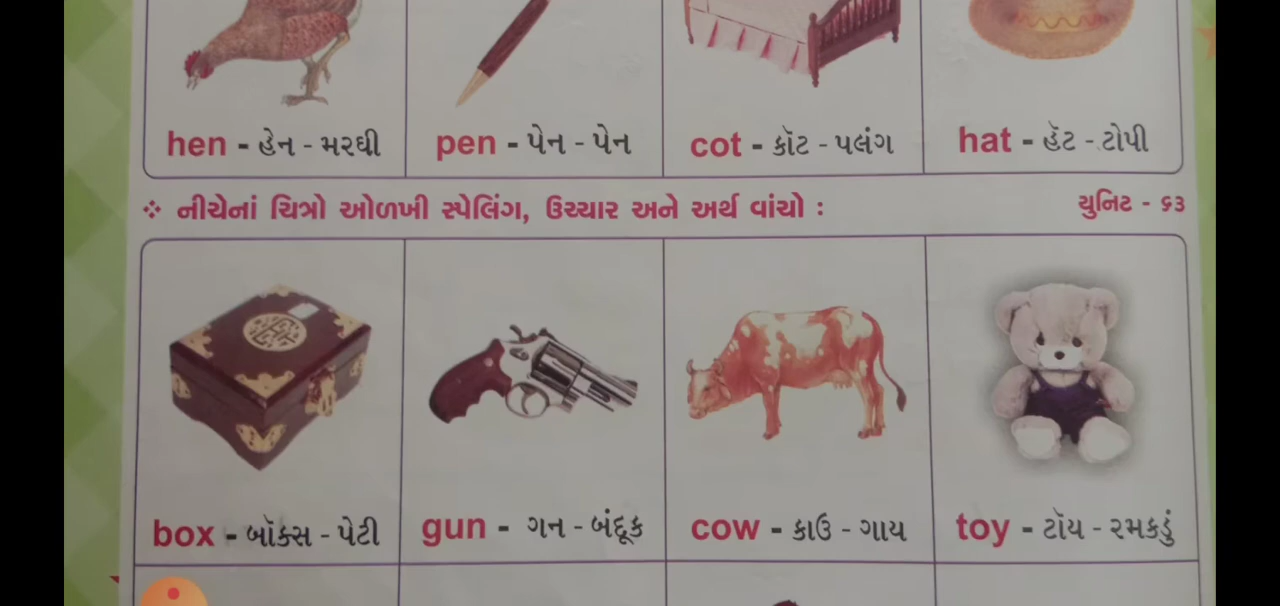 hen - હેન - મરઘી pen - પેન - પેન cot - કૉટ - પલંગ hat - હૅટ - ટોપી
❖ નીચેનાં ચિત્રો ઓળખી સ્પેલિંગ, ઉચ્ચાર અને અર્થ વાંચો : યુનિટ - ૬૩
box - બૉક્સ - પેટી gun - ગન - બંદૂક cow - કાઉ - ગાય toy - ટૉય - રમકડું